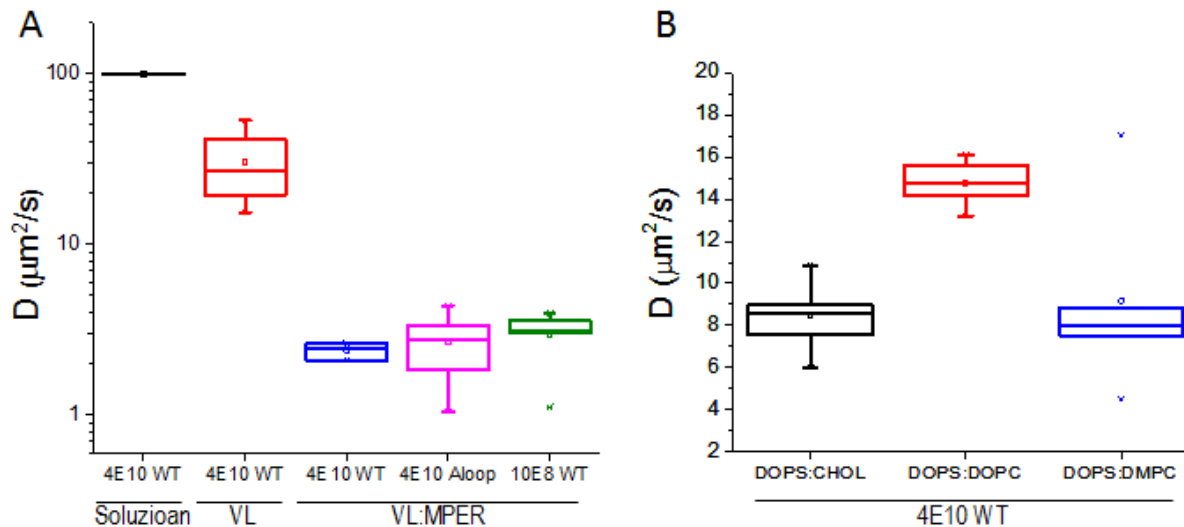 A
D (μm²/s)
100
10
1
4E10 WT 4E10 WT 4E10 WT 4E10 Aloop 10E8 WT
Soluzioan VL VL:MPER
B
D (μm²/s)
20
18
16
14
12
10
8
6
4
2
DOPS:CHOL DOPS:DOPC DOPS:DMPC
4E10 WT